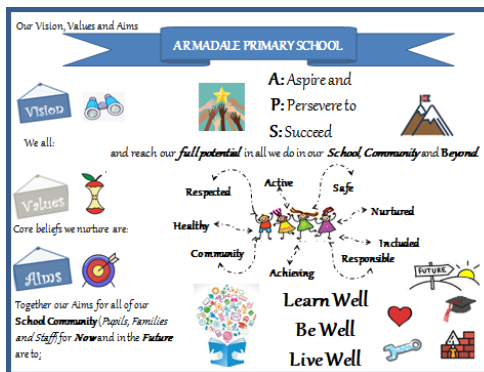 Our Vision, Values and Aims
ARMADALE PRIMARY SCHOOL
Vision
A: Aspire and
P: Persevere to
S: Succeed
We all:
and reach our full potential in all we do in our School, Community and Beyond
Values
Core beliefs we nurture are:
Respected
Active
Safe
Healthy
Nurtured
Community
Included
Achieving
Responsible
Aims
FUTURE
Together our Aims for all of our
School Community (Pupils, Families
and Staff) for Now and in the Future
are to;
Learn Well
Be Well
Live Well